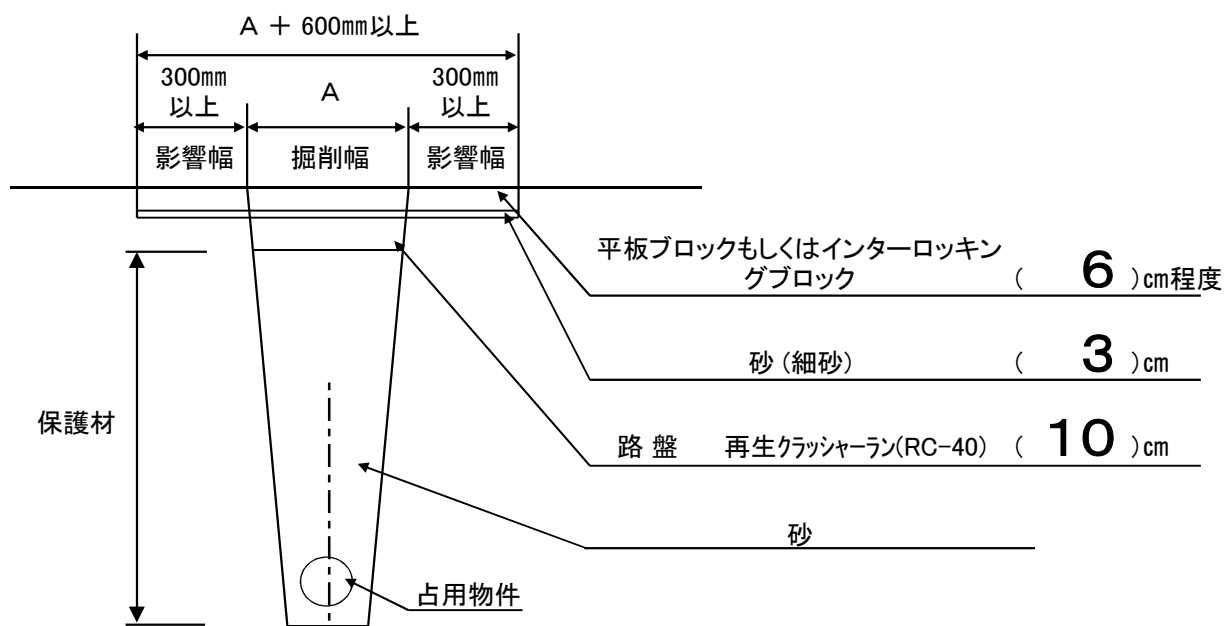 A + 600㎜以上
300㎜
以上
A
300㎜
以上
影響幅
掘削幅
影響幅
平板ブロックもしくはインターロッキン
グブロック
( 6 )㎝程度
砂(細砂) ( 3 )㎝
保護材
路 盤 再生クラッシャーラン(RC-40) ( 10 )㎝
砂
占用物件